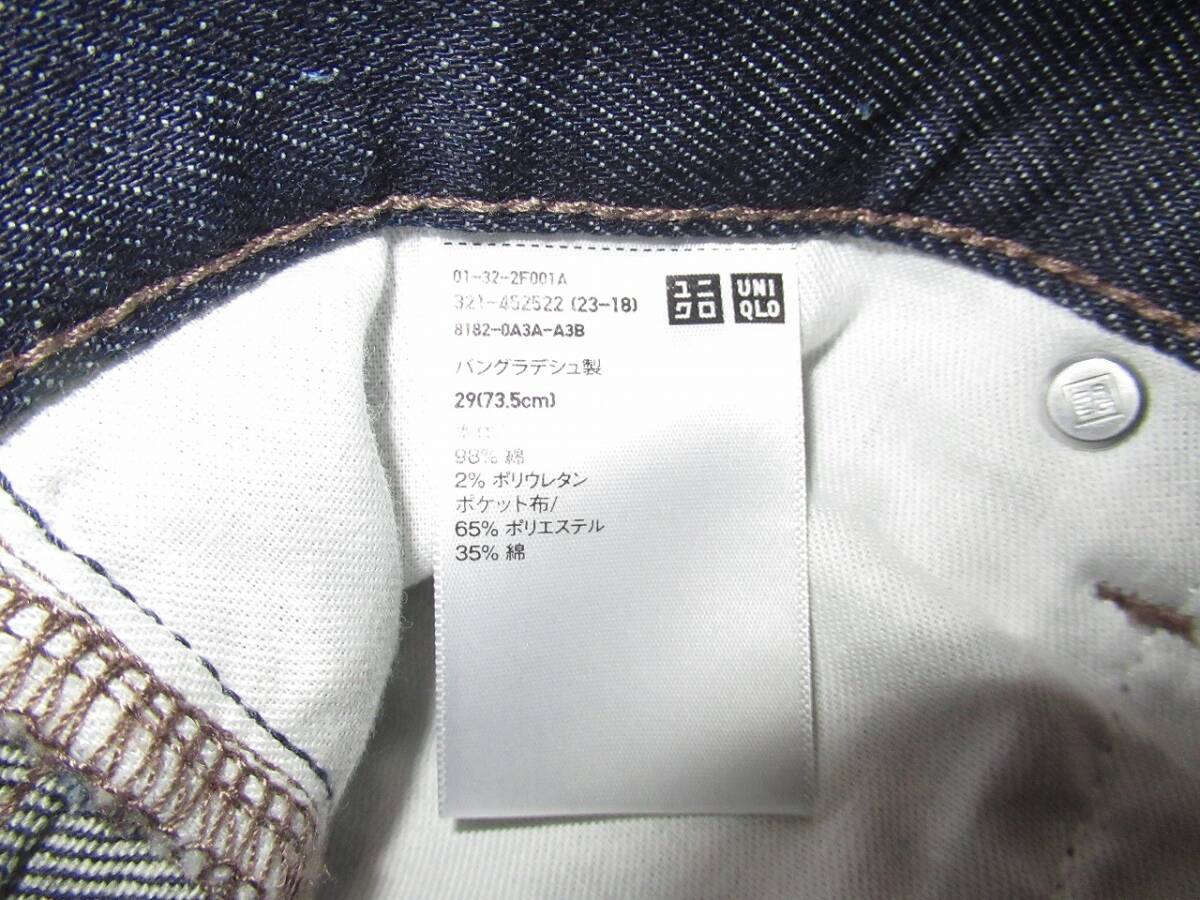 01-32-2F001A
321-452522 (23-18)
8182-0A3A-A3B
ユニ
クロ
UNI
QLO
バングラデシュ製
29(73.5cm)
98% 綿
2% ポリウレタン
ポケット布/
65% ポリエステル
35% 綿